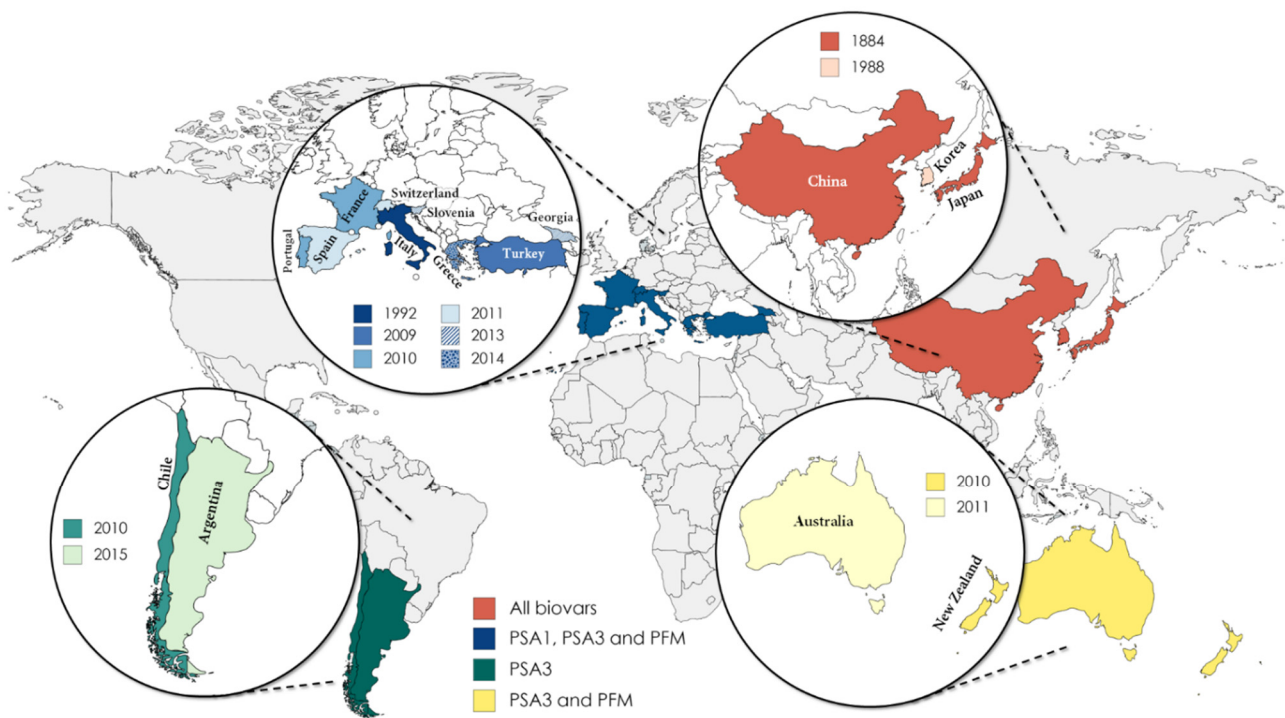 1884
1988
China
Korea
Japan
Switzerland
France
Slovenia
Georgia
Portugal
Spain
Italy
Greece
Turkey
1992
2009
2010
2011
2013
2014
Chile
Argentina
2010
2015
Australia
New Zealand
2010
2011
All biovars
PSA1, PSA3 and PFM
PSA3
PSA3 and PFM